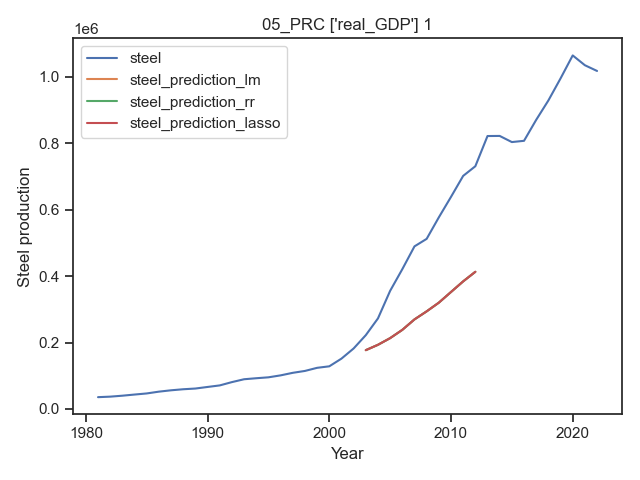 05_PRC ['real_GDP'] 1
1e6
steel
steel_prediction_lm
steel_prediction_rr
steel_prediction_lasso
Steel production
1.0
0.8
0.6
0.4
0.2
0.0
1980 1990 2000 2010 2020
Year